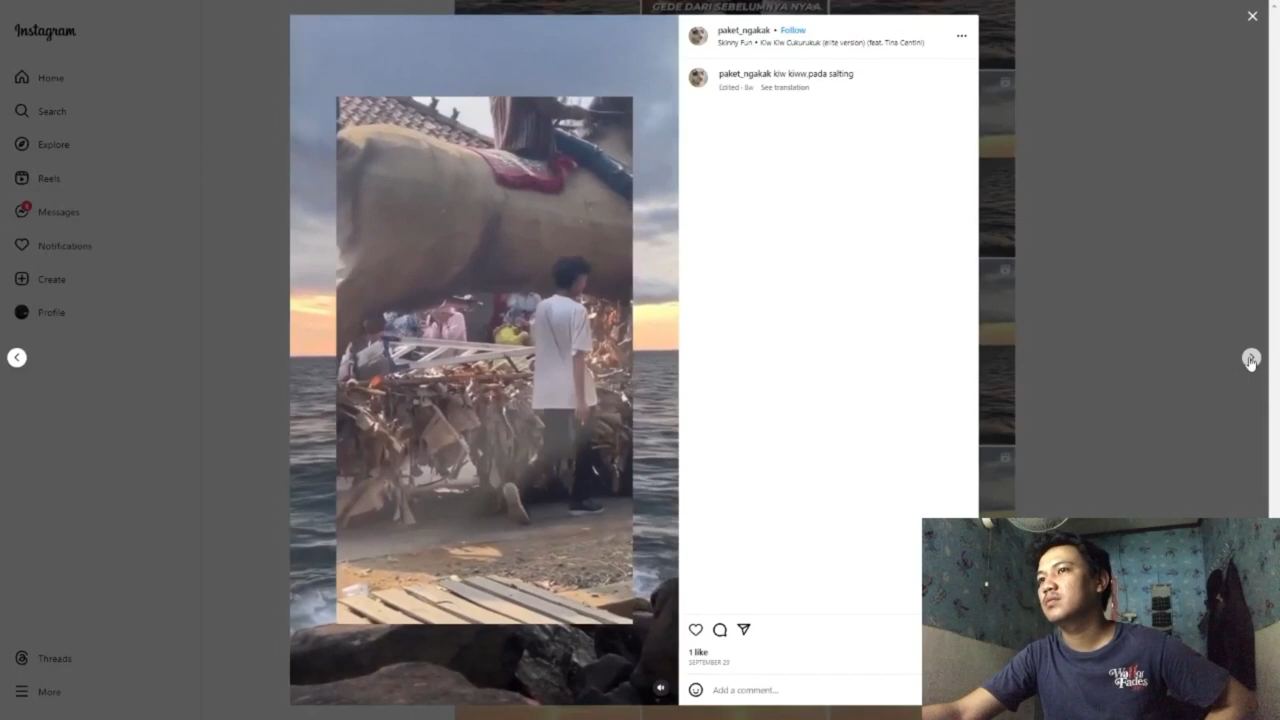 GEDE DARI SEBELUMNYA NYAA
Instagram
Home
Search
Explore
Reels
Messages
Notifications
Create
Profile
Threads
More
paket_ngakak • Follow
Skinny Fun • Kiw Kiw Cukurukuk (elite version) (feat. Tina Centini)
paket_ngakak kiw kiww,pada salting
Edited · 8w See translation
1 like
SEPTEMBER 23
Add a comment...